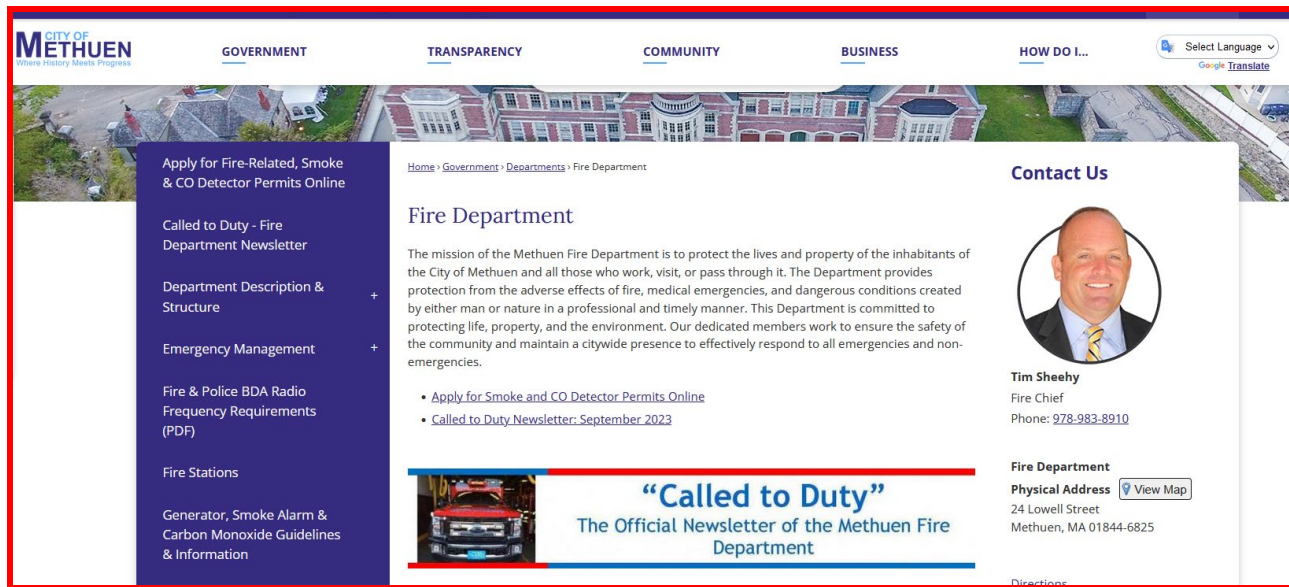 CITY OF
METHUEN
Where History Meets Progress
GOVERNMENT
TRANSPARENCY
COMMUNITY
BUSINESS
HOW DO I...
Select Language
Google Translate
Apply for Fire-Related, Smoke
& CO Detector Permits Online
Called to Duty - Fire
Department Newsletter
Department Description &
Structure
+
Emergency Management
+
Fire & Police BDA Radio
Frequency Requirements
(PDF)
Fire Stations
Generator, Smoke Alarm &
Carbon Monoxide Guidelines
& Information
Home › Government › Departments › Fire Department
Fire Department
The mission of the Methuen Fire Department is to protect the lives and property of the inhabitants of
the City of Methuen and all those who work, visit, or pass through it. The Department provides
protection from the adverse effects of fire, medical emergencies, and dangerous conditions created
by either man or nature in a professional and timely manner. This Department is committed to
protecting life, property, and the environment. Our dedicated members work to ensure the safety of
the community and maintain a citywide presence to effectively respond to all emergencies and non-
emergencies.
• Apply for Smoke and CO Detector Permits Online
• Called to Duty Newsletter: September 2023
“Called to Duty”
The Official Newsletter of the Methuen Fire
Department
Contact Us
Tim Sheehy
Fire Chief
Phone: 978-983-8910
Fire Department
Physical Address View Map
24 Lowell Street
Methuen, MA 01844-6825
Directions